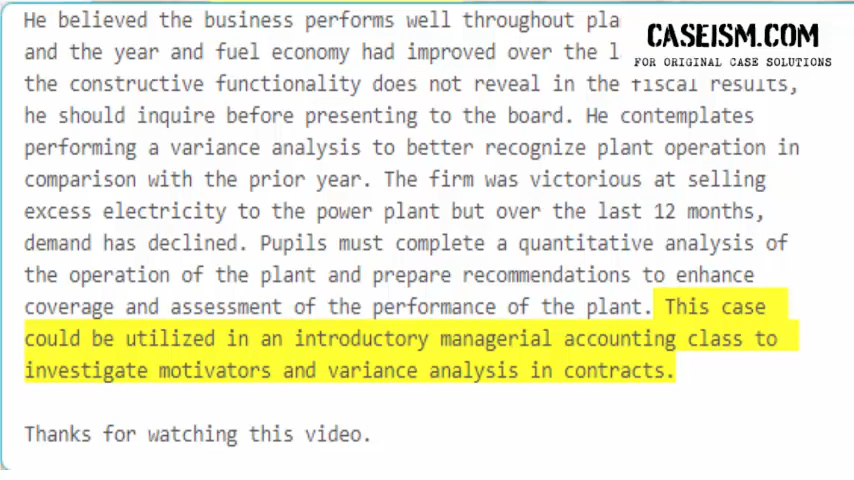 He believed the business performs well throughout
and the year and fuel economy had improved over the
the constructive functionality does not reveal in the fiscal results,
he should inquire before presenting to the board. He contemplates
performing a variance analysis to better recognize plant operation in
comparison with the prior year. The firm was victorious at selling
excess electricity to the power plant but over the last 12 months,
demand has declined. Pupils must complete a quantitative analysis of
the operation of the plant and prepare recommendations to enhance
coverage and assessment of the performance of the plant. This case
could be utilized in an introductory managerial accounting class to
investigate motivators and variance analysis in contracts.
Thanks for watching this video.
CASEISM.COM
FOR ORIGINAL CASE SOLUTIONS